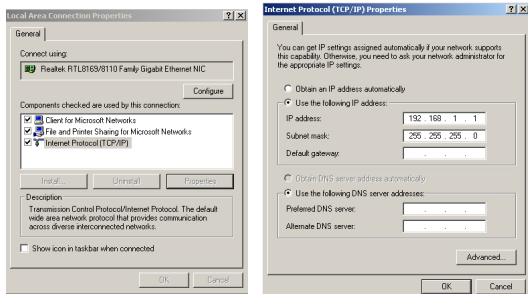 Local Area Connection Properties
General
Connect using:
Realtek RTL8169/8110 Family Gigabit Ethernet NIC
Configure
Components checked are used by this connection:
Client for Microsoft Networks
File and Printer Sharing for Microsoft Networks
Internet Protocol (TCP/IP)
Install...
Uninstall
Properties
Description
Transmission Control Protocol/Internet Protocol. The default
wide area network protocol that provides communication
across diverse interconnected networks.
Show icon in taskbar when connected
OK
Cancel
Internet Protocol (TCP/IP) Properties
General
You can get IP settings assigned automatically if your network supports
this capability. Otherwise, you need to ask your network administrator for
the appropriate IP settings.
Obtain an IP address automatically
Use the following IP address:
IP address: 192 . 168 . 1 . 1
Subnet mask: 255 . 255 . 255 . 0
Default gateway: . . .
Obtain DNS server address automatically
Use the following DNS server addresses:
Preferred DNS server: . . .
Alternate DNS server: . . .
Advanced...
OK
Cancel